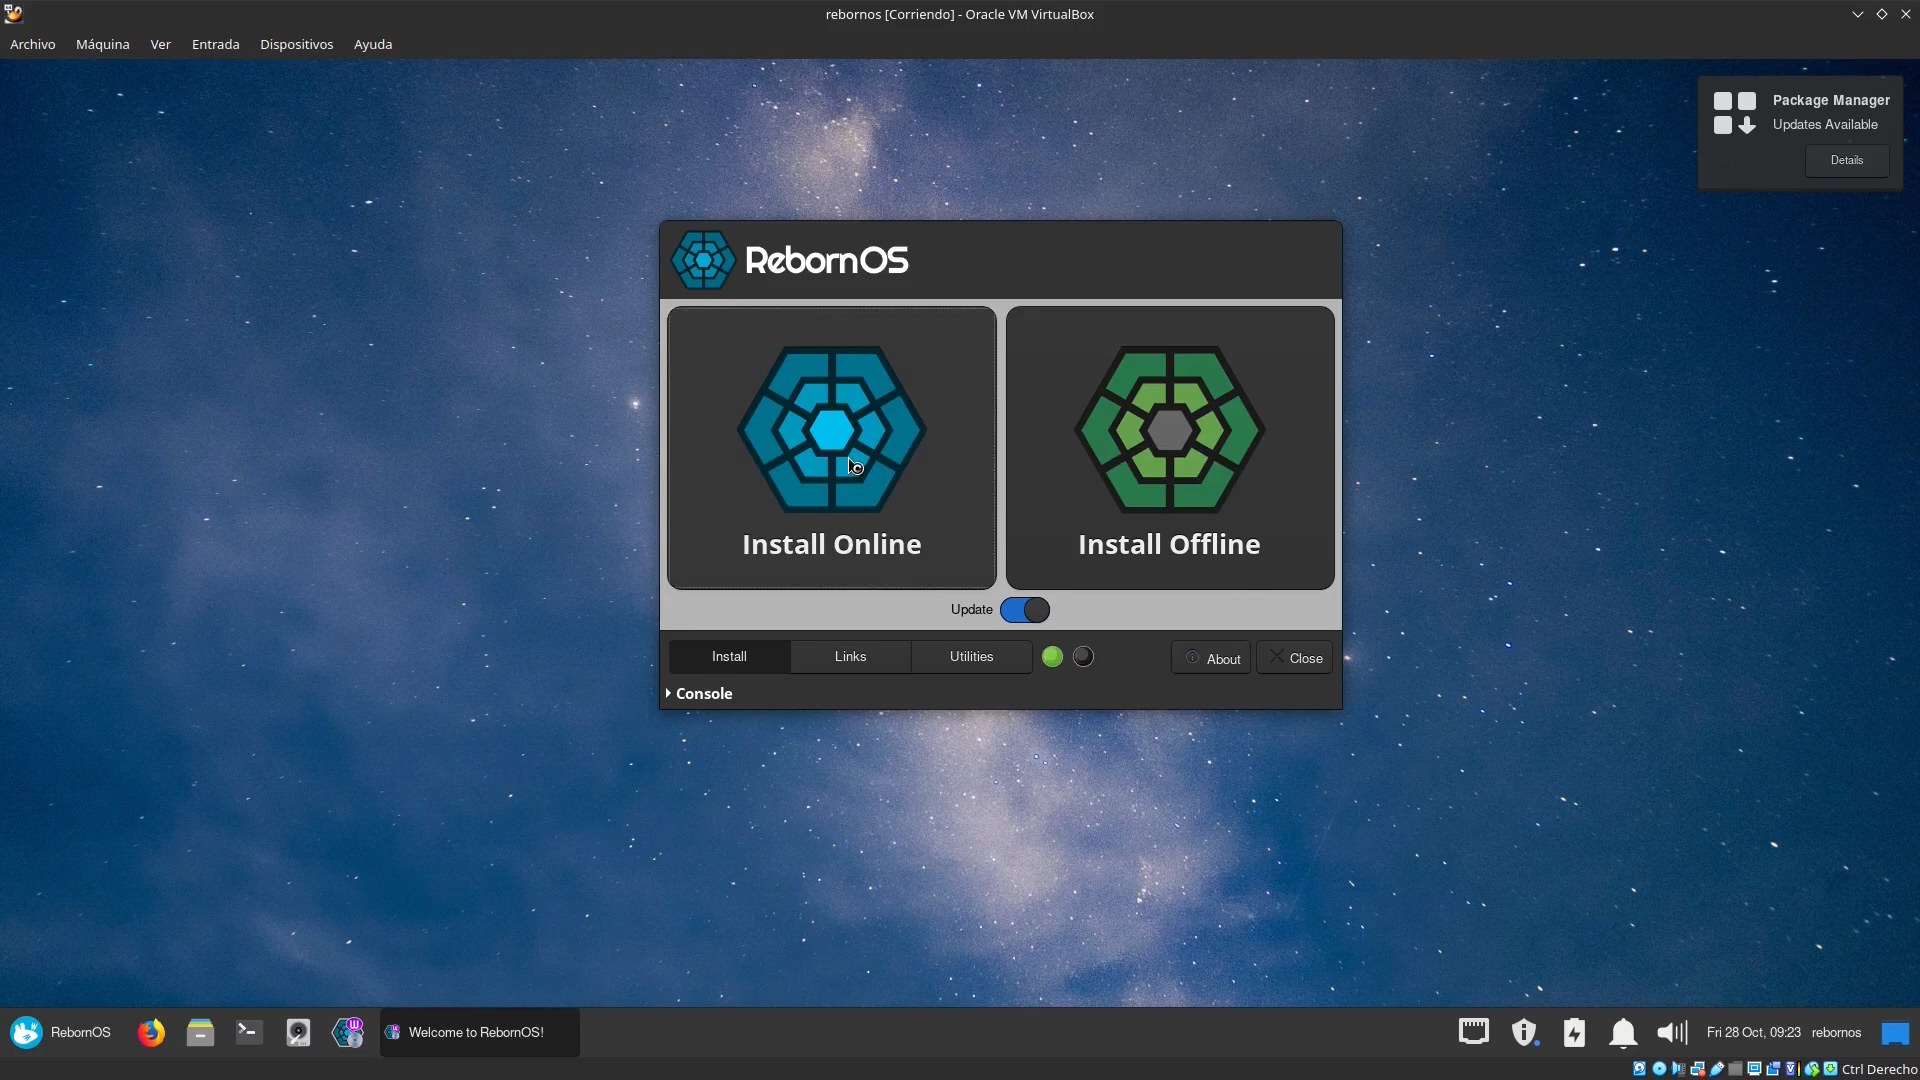 rebornos [Corriendo] - Oracle VM VirtualBox
Archivo Máquina Ver Entrada Dispositivos Ayuda
Package Manager
Updates Available
Details
RebornOS
Install Online Install Offline
Update
Install Links Utilities About Close
Console
RebornOS Welcome to RebornOS! Fri 28 Oct, 09:23 rebornos
Ctrl Derecho